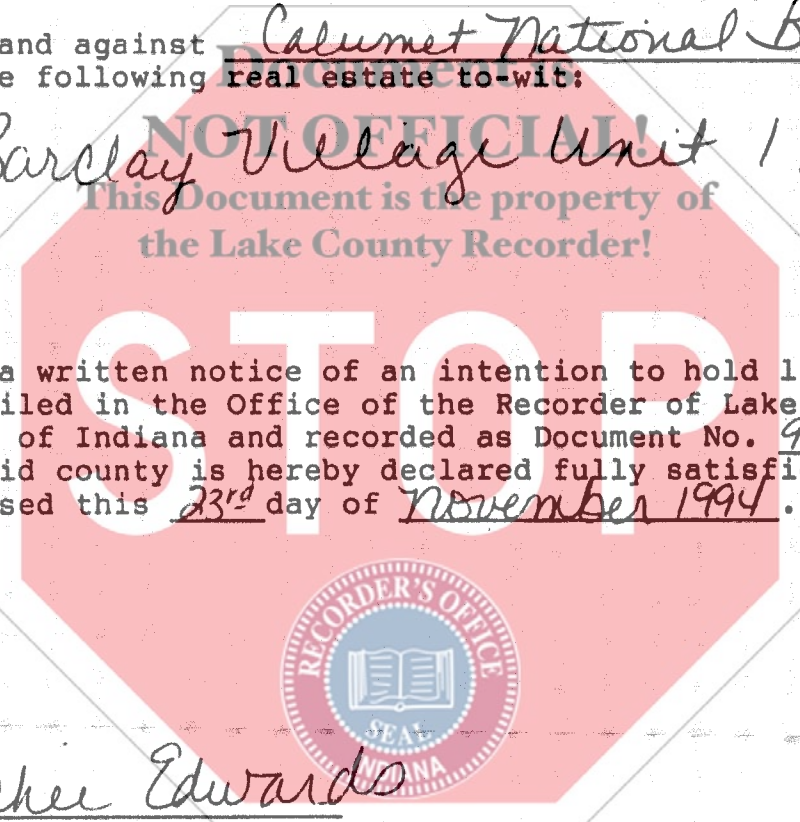 and against Calumet National B
e following real estate to-wit:
Document is
NOT OFFICIAL!
Barclay Village Unit 1
This Document is the property of
the Lake County Recorder!
STOP
a written notice of an intention to hold l
iled in the Office of the Recorder of Lake
of Indiana and recorded as Document No. 9
id county is hereby declared fully satisfi
sed this 23rd day of November 1994.
RECORDER'S OFFICE
SEAL
INDIANA
Edwards